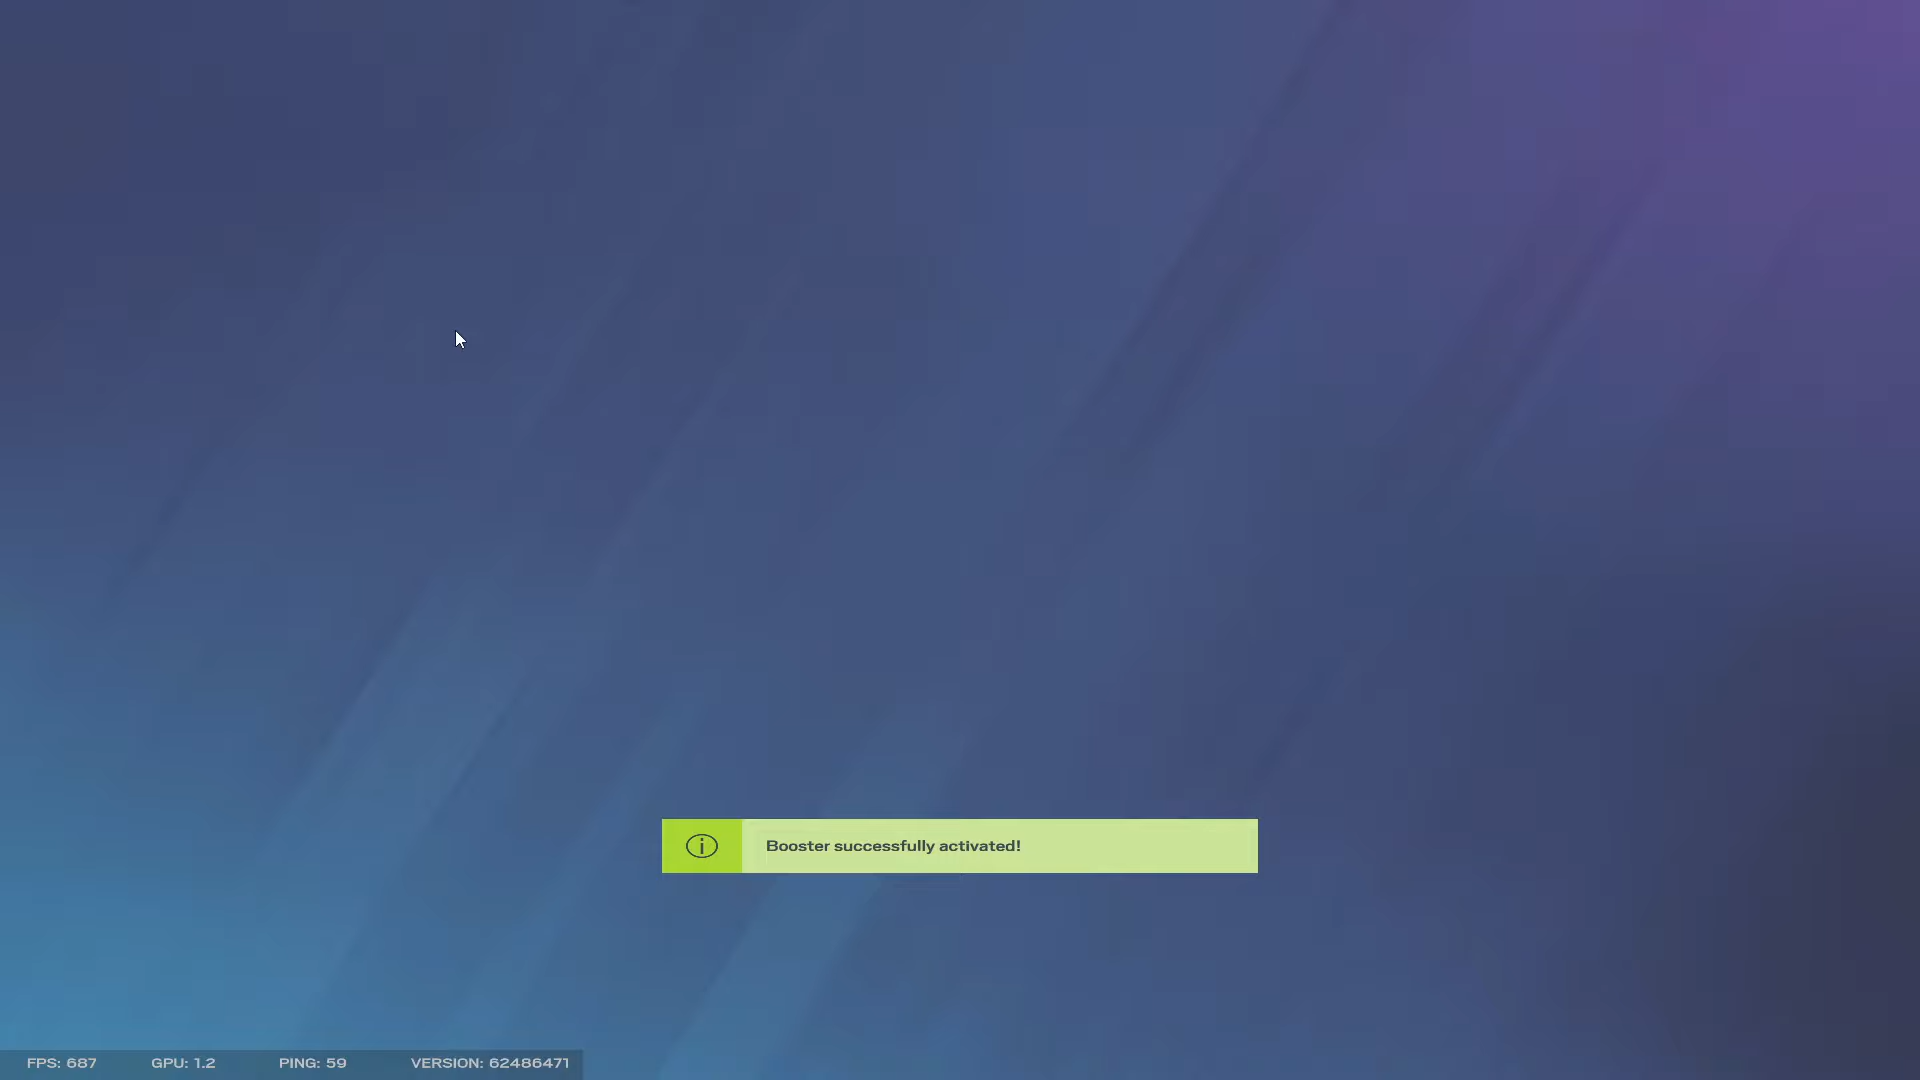 Booster successfully activated!
FPS: 687 GPU: 1.2 PING: 59 VERSION: 62486471